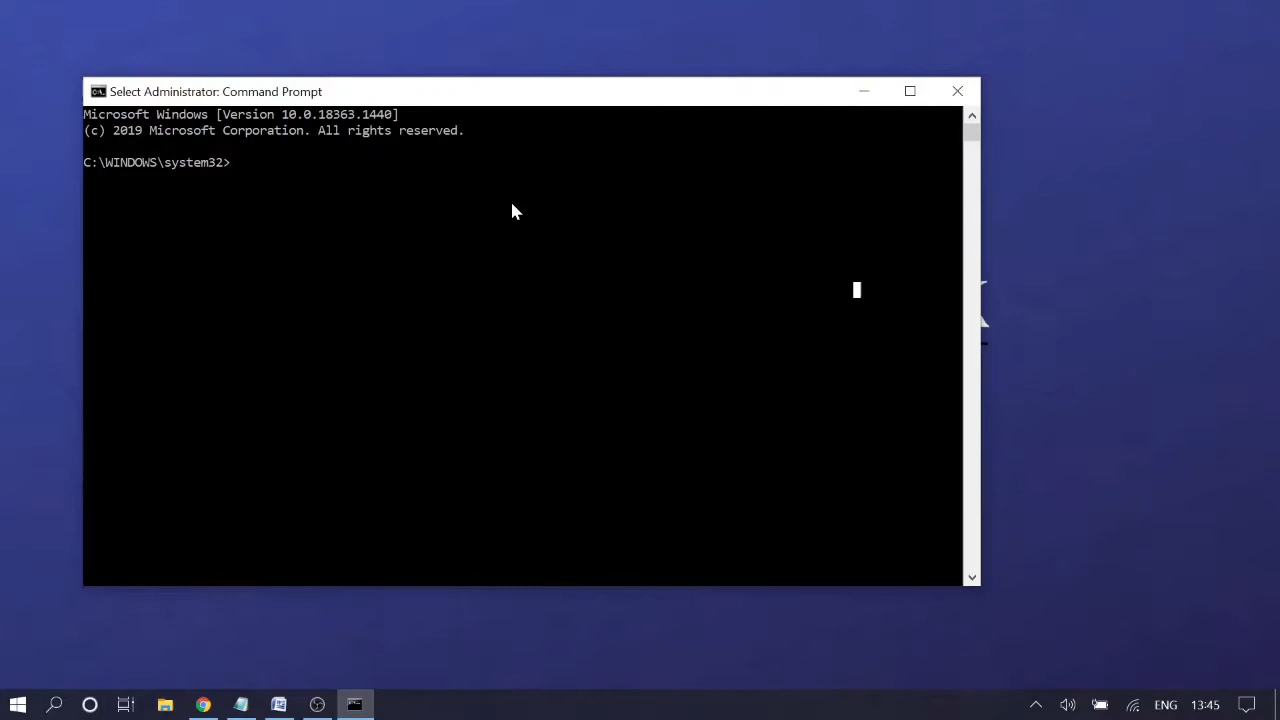 Select Administrator: Command Prompt
Microsoft Windows [Version 10.0.18363.1440]
(c) 2019 Microsoft Corporation. All rights reserved.
C:\WINDOWS\system32>
ENG
13:45